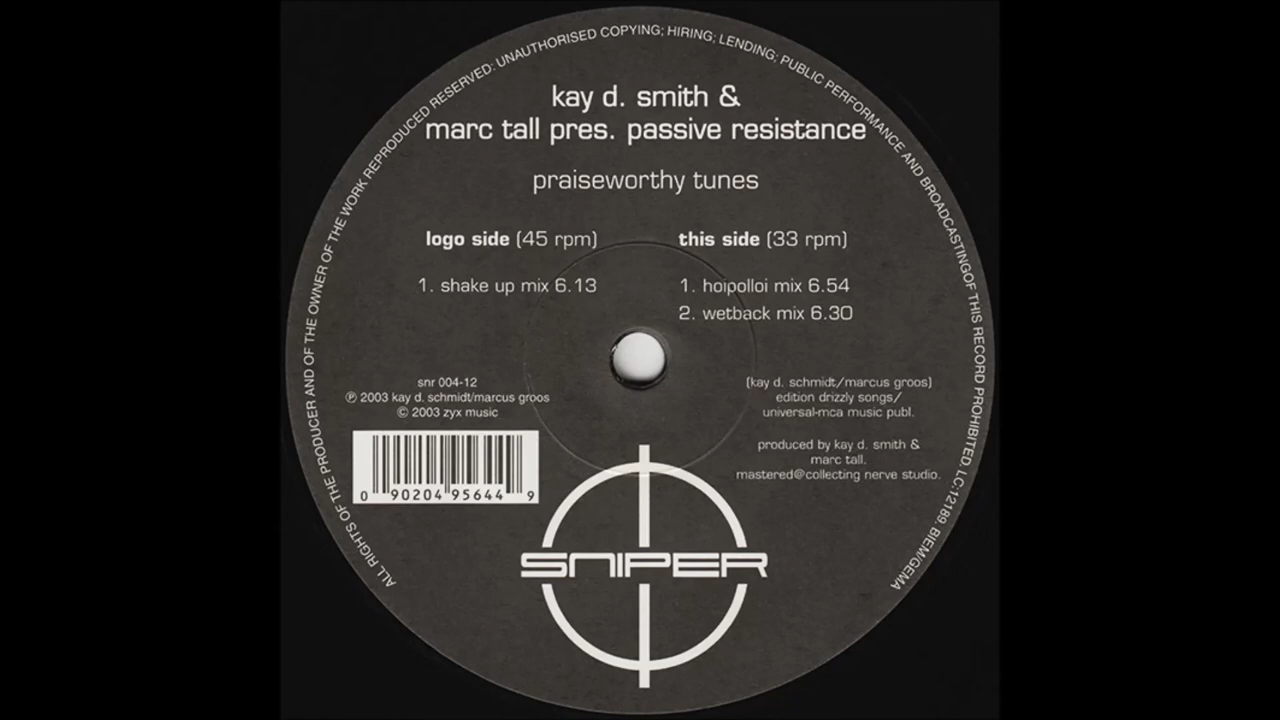 ALL RIGHTS OF THE PRODUCER AND OF THE OWNER OF THE WORK REPRODUCED RESERVED: UNAUTHORISED COPYING; HIRING; LENDING; PUBLIC PERFORMANCE AND BROADCASTINGOF THIS RECORD PROHIBITED. LC:12189. BIEM/GEMA
kay d. smith &
marc tall pres. passive resistance
praiseworthy tunes
logo side (45 rpm)
1. shake up mix 6.13
this side (33 rpm)
1. hoipolloi mix 6.54
2. wetback mix 6.30
snr 004-12
℗ 2003 kay d. schmidt/marcus groos
© 2003 zyx music
0 90204 95644 9
(kay d. schmidt/marcus groos)
edition drizzly songs/
universal-mca music publ.
produced by kay d. smith &
marc tall.
mastered@collecting nerve studio.
SNIPER